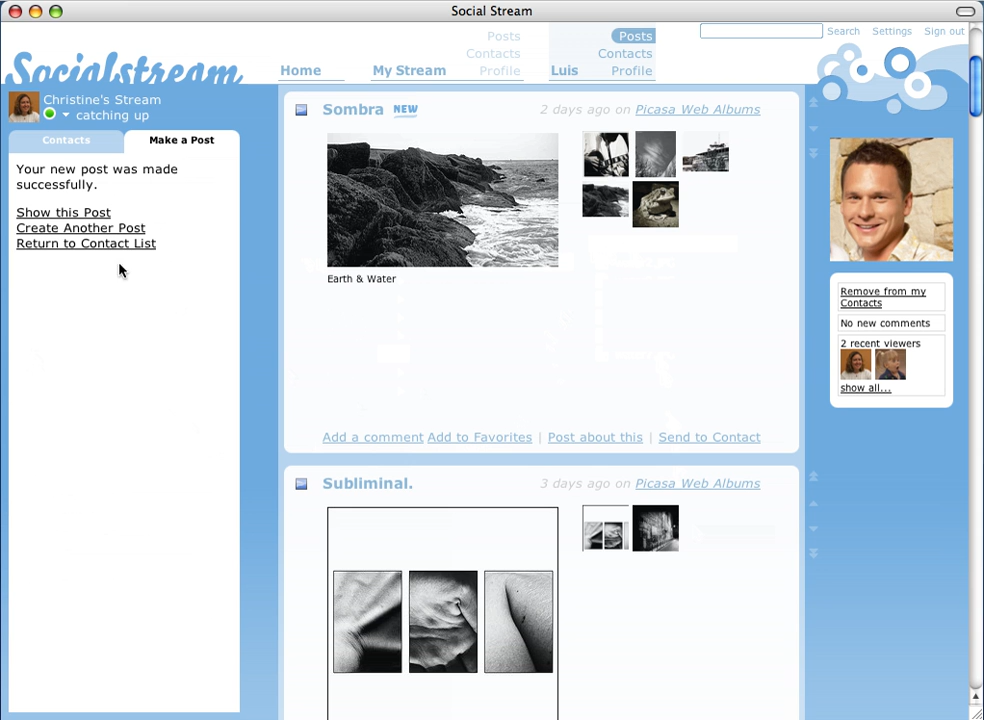 Social Stream
Socialstream
Home
My Stream
Posts
Contacts
Profile
Luis
Posts
Contacts
Profile
Search
Settings
Sign out
Christine's Stream
catching up
Contacts
Make a Post
Your new post was made
successfully.
Show this Post
Create Another Post
Return to Contact List
Sombra NEW
2 days ago on Picasa Web Albums
Earth & Water
Add a comment Add to Favorites | Post about this | Send to Contact
Subliminal.
3 days ago on Picasa Web Albums
Remove from my
Contacts
No new comments
2 recent viewers
show all...